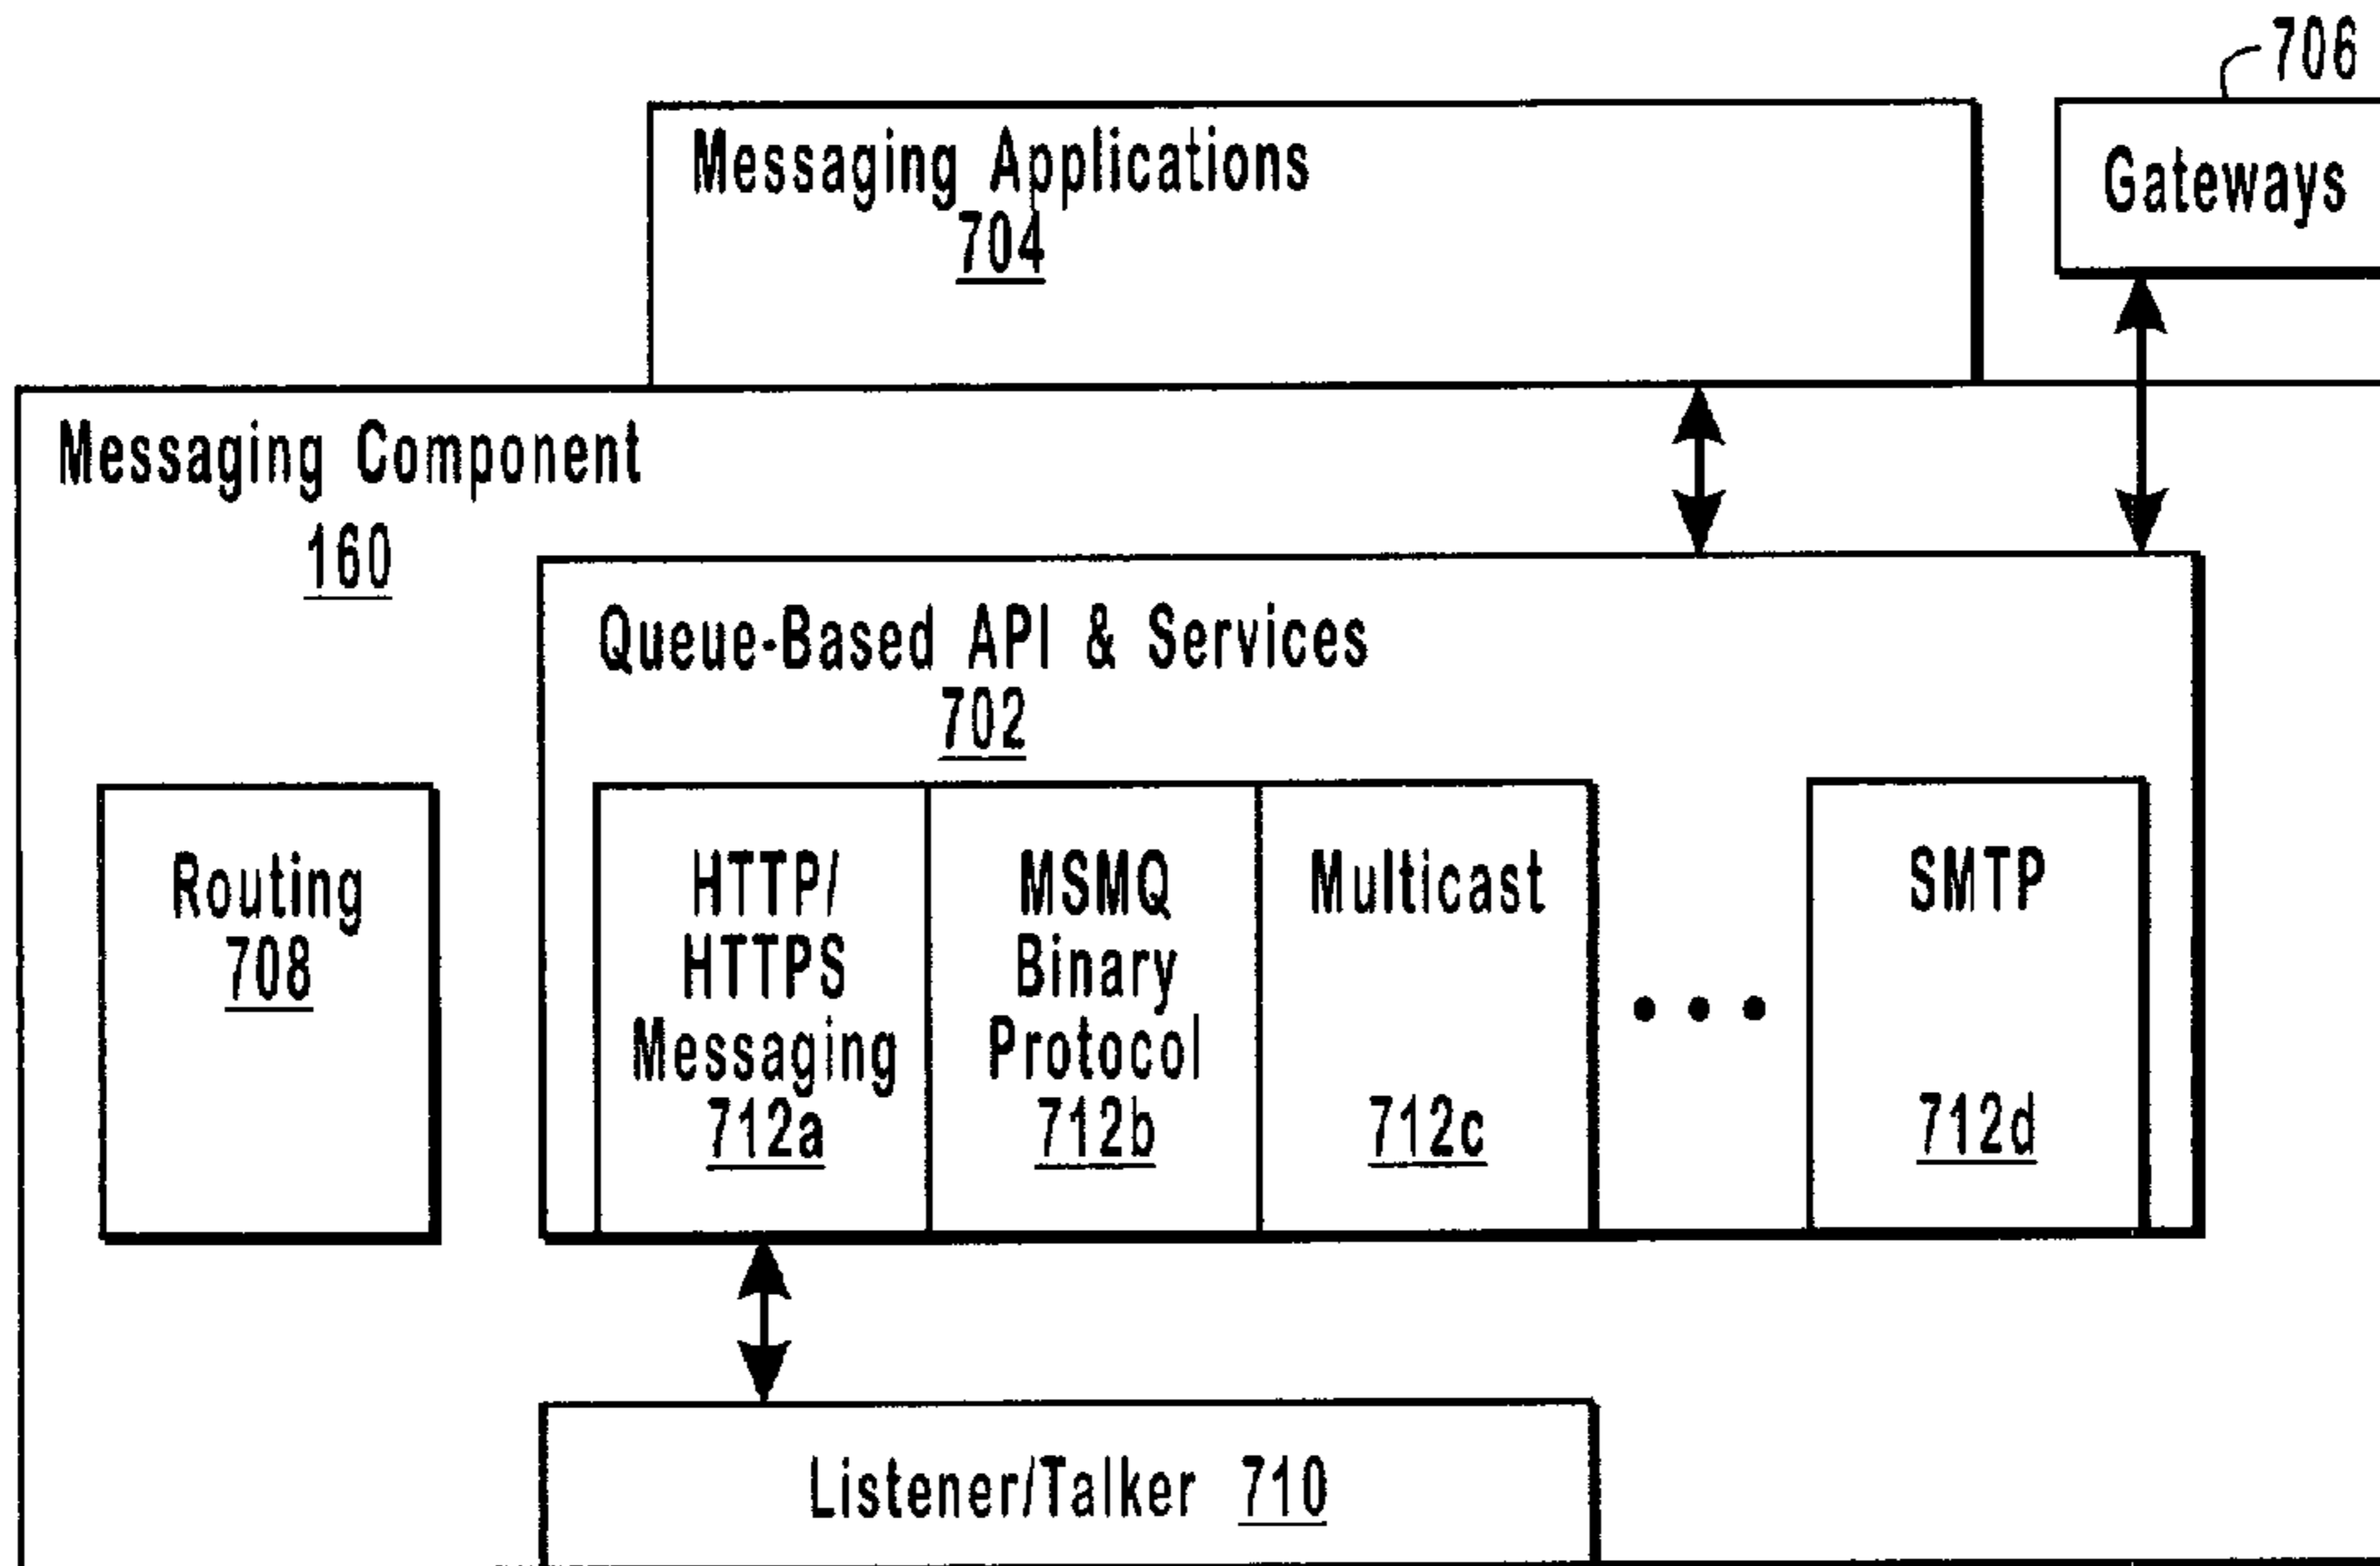 706
Messaging Applications
704
Gateways
Messaging Component
160
Queue-Based API & Services
702
Routing
708
HTTP/
HTTPS
Messaging
712a
MSMQ
Binary
Protocol
712b
Multicast
712c
SMTP
712d
Listener/Talker 710